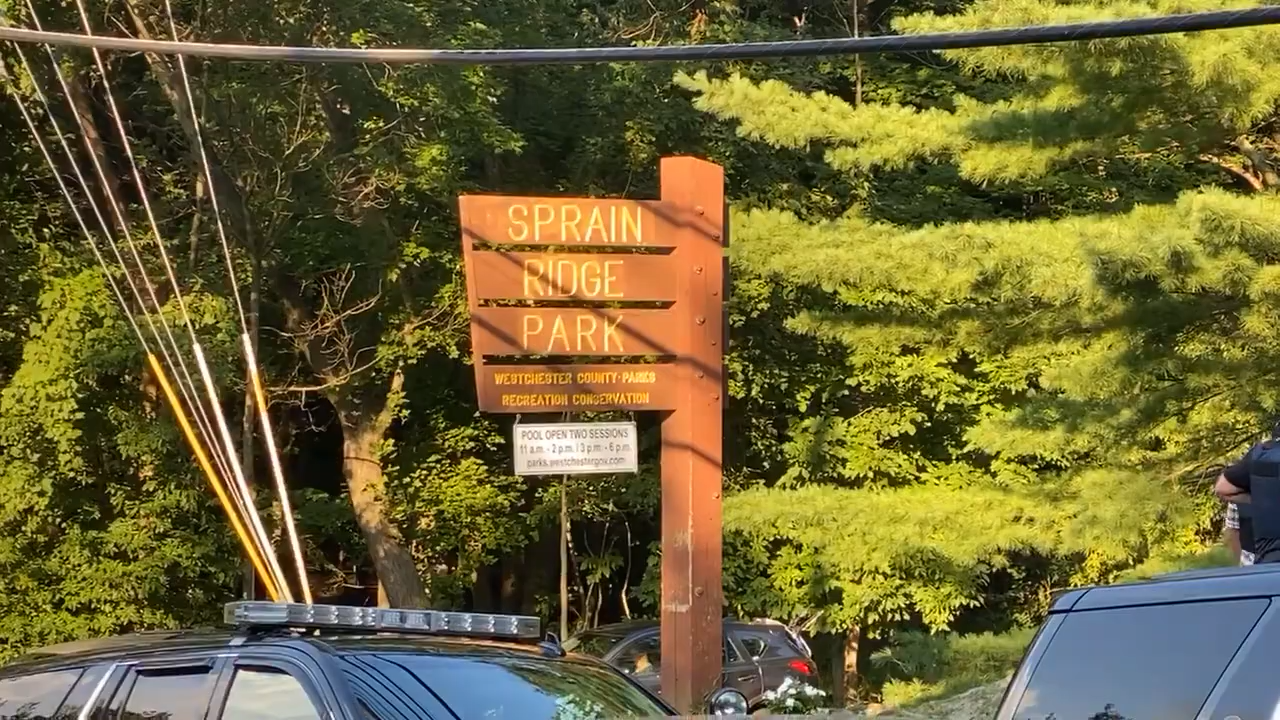 SPRAIN
RIDGE
PARK
WESTCHESTER COUNTY·PARKS
RECREATION CONSERVATION
POOL OPEN TWO SESSIONS
11 a.m. - 2 p.m. | 3 p.m. - 6 p.m.
parks.westchestergov.com